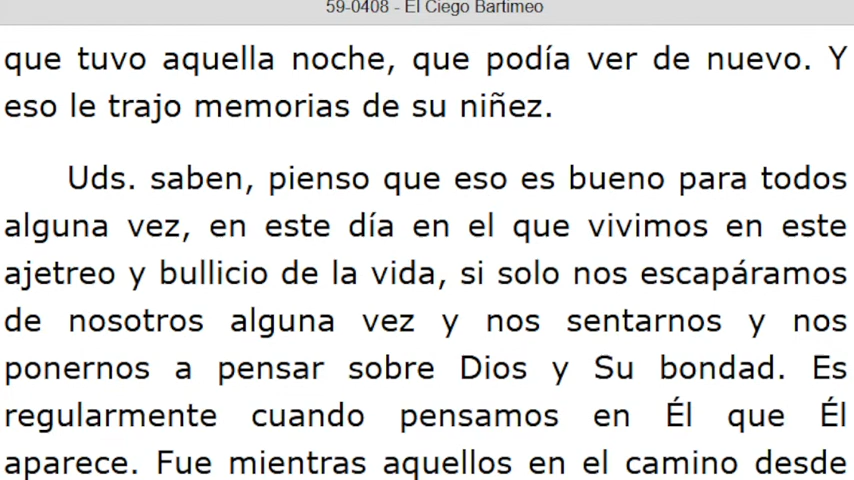 59-0408 - El Ciego Bartimeo
que tuvo aquella noche, que podía ver de nuevo. Y
eso le trajo memorias de su niñez.
Uds. saben, pienso que eso es bueno para todos
alguna vez, en este día en el que vivimos en este
ajetreo y bullicio de la vida, si solo nos escapáramos
de nosotros alguna vez y nos sentarnos y nos
ponernos a pensar sobre Dios y Su bondad. Es
regularmente cuando pensamos en Él que Él
aparece. Fue mientras aquellos en el camino desde